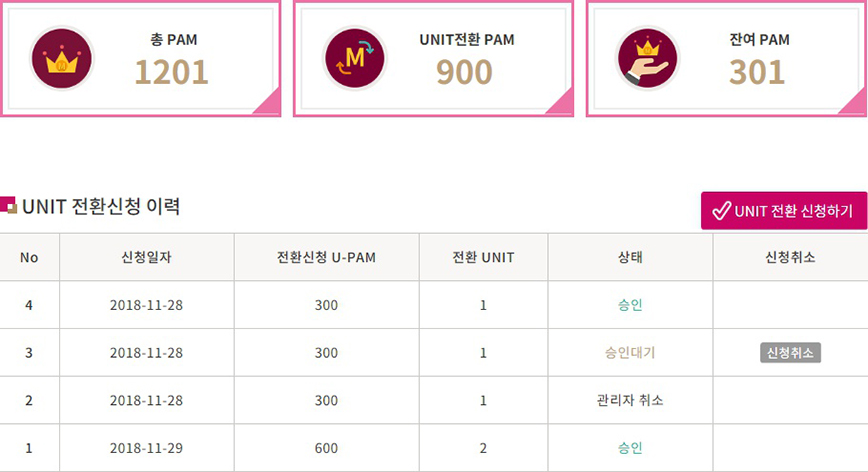 총 PAM
1201
UNIT전환 PAM
900
잔여 PAM
301
M
UNIT 전환신청 이력
UNIT 전환 신청하기
No 신청일자 전환신청 U-PAM 전환 UNIT 상태 신청취소
4 2018-11-28 300 1 승인
3 2018-11-28 300 1 승인대기 신청취소
2 2018-11-28 300 1 관리자 취소
1 2018-11-29 600 2 승인